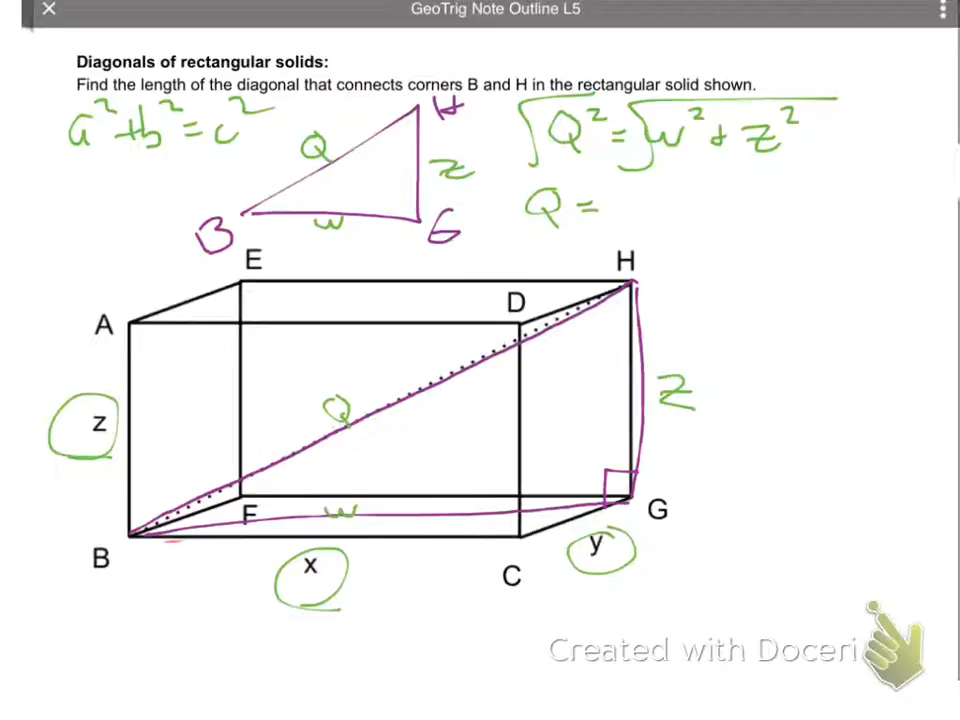 GeoTrig Note Outline L5
Diagonals of rectangular solids:
Find the length of the diagonal that connects corners B and H in the rectangular solid shown.
a² + b² = c²
H
Q
z
B
w
G
√Q² = √w² + z²
Q =
E
H
D
A
z
Q
z
F
w
G
B
x
C
y
Created with Doceri